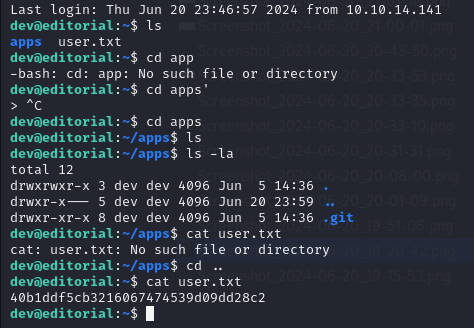 Last login: Thu Jun 20 23:46:57 2024 from 10.10.14.141
dev@editorial:~$ ls
apps  user.txt
dev@editorial:~$ cd app
-bash: cd: app: No such file or directory
dev@editorial:~$ cd apps'
> ^C
dev@editorial:~$ cd apps
dev@editorial:~/apps$ ls
dev@editorial:~/apps$ ls -la
total 12
drwxrwxr-x 3 dev dev 4096 Jun  5 14:36 .
drwxr-x--- 5 dev dev 4096 Jun 20 23:59 ..
drwxr-xr-x 8 dev dev 4096 Jun  5 14:36 .git
dev@editorial:~/apps$ cat user.txt
cat: user.txt: No such file or directory
dev@editorial:~/apps$ cd ..
dev@editorial:~$ cat user.txt
40b1ddf5cb3216067474539d09dd28c2
dev@editorial:~$